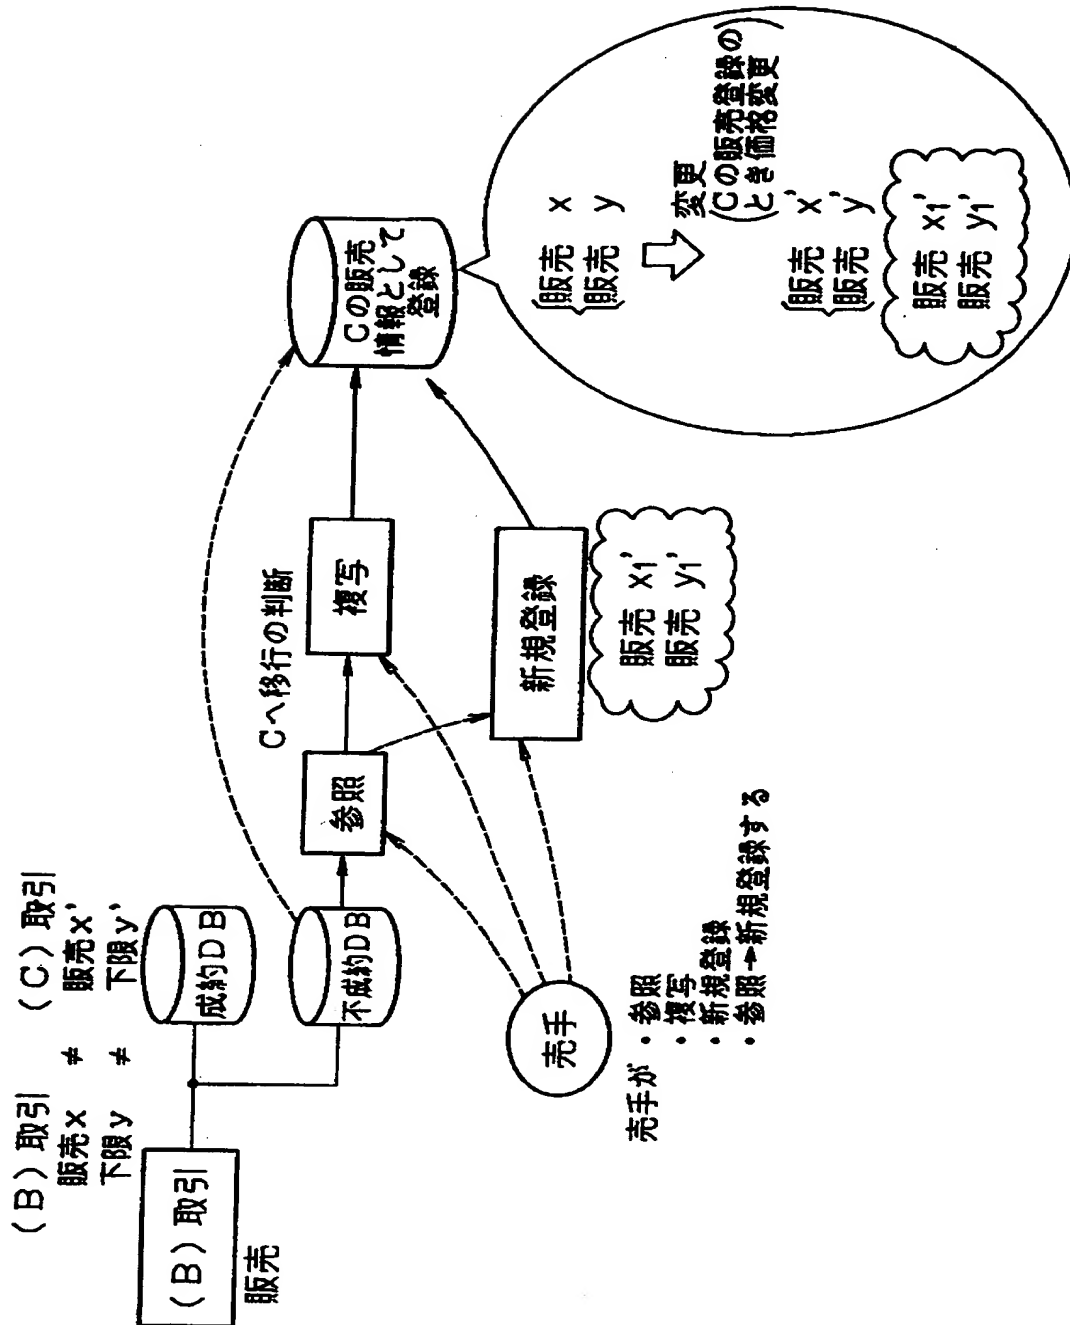 (B)取引 (C)取引
販売x ≠ 販売x'
下限y ≠ 下限y'
(B)取引
販売
成約DB
不成約DB
参照
Cへ移行の判断
複写
Cの販売
情報として
登録
新規登録
販売 x1'
販売 y1'
売手
売手が ・参照
・複写
・新規登録
・参照→新規登録する
販売 x
販売 y
変更
(Cの販売登録の
とき価格変更)
販売 x'
販売 y'
販売 x1'
販売 y1'